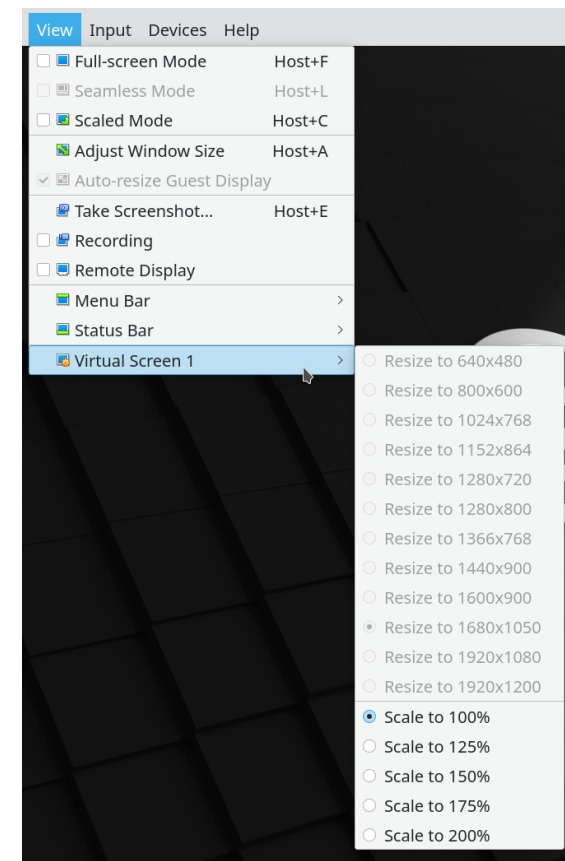 View Input Devices Help
Full-screen Mode Host+F
Seamless Mode Host+L
Scaled Mode Host+C
Adjust Window Size Host+A
Auto-resize Guest Display
Take Screenshot... Host+E
Recording
Remote Display
Menu Bar
Status Bar
Virtual Screen 1
Resize to 640x480
Resize to 800x600
Resize to 1024x768
Resize to 1152x864
Resize to 1280x720
Resize to 1280x800
Resize to 1366x768
Resize to 1440x900
Resize to 1600x900
Resize to 1680x1050
Resize to 1920x1080
Resize to 1920x1200
Scale to 100%
Scale to 125%
Scale to 150%
Scale to 175%
Scale to 200%